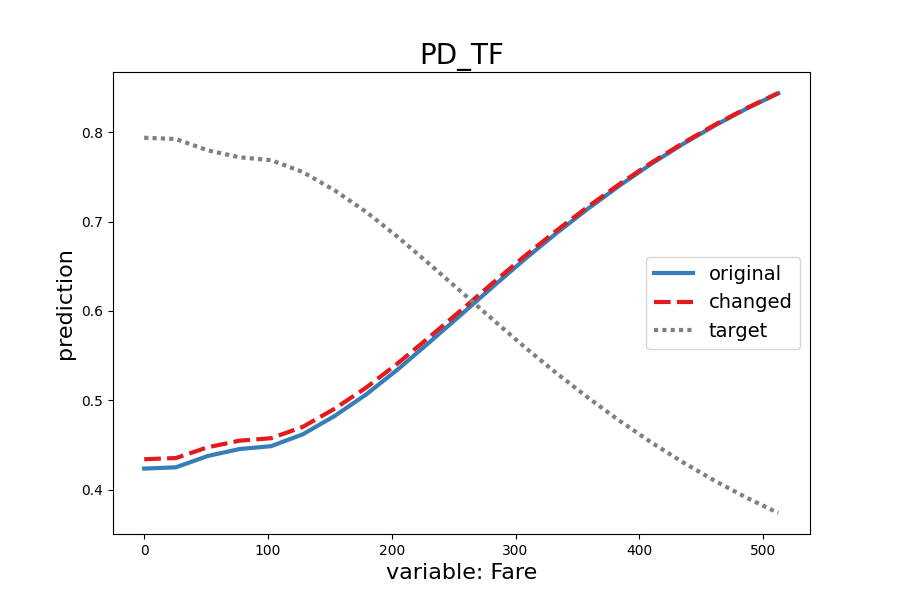 PD_TF
prediction
0.8
0.7
0.6
0.5
0.4
original
changed
target
0 100 200 300 400 500
variable: Fare